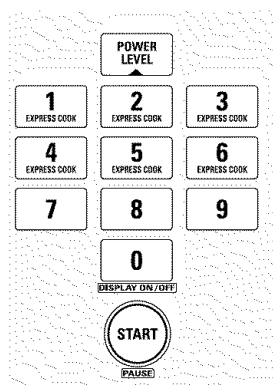 POWER
LEVEL
1 2 3
EXPRESS COOK EXPRESS COOK EXPRESS COOK
4 5 6
EXPRESS COOK EXPRESS COOK EXPRESS COOK
7 8 9
0
DISPLAY ON/OFF
START
PAUSE